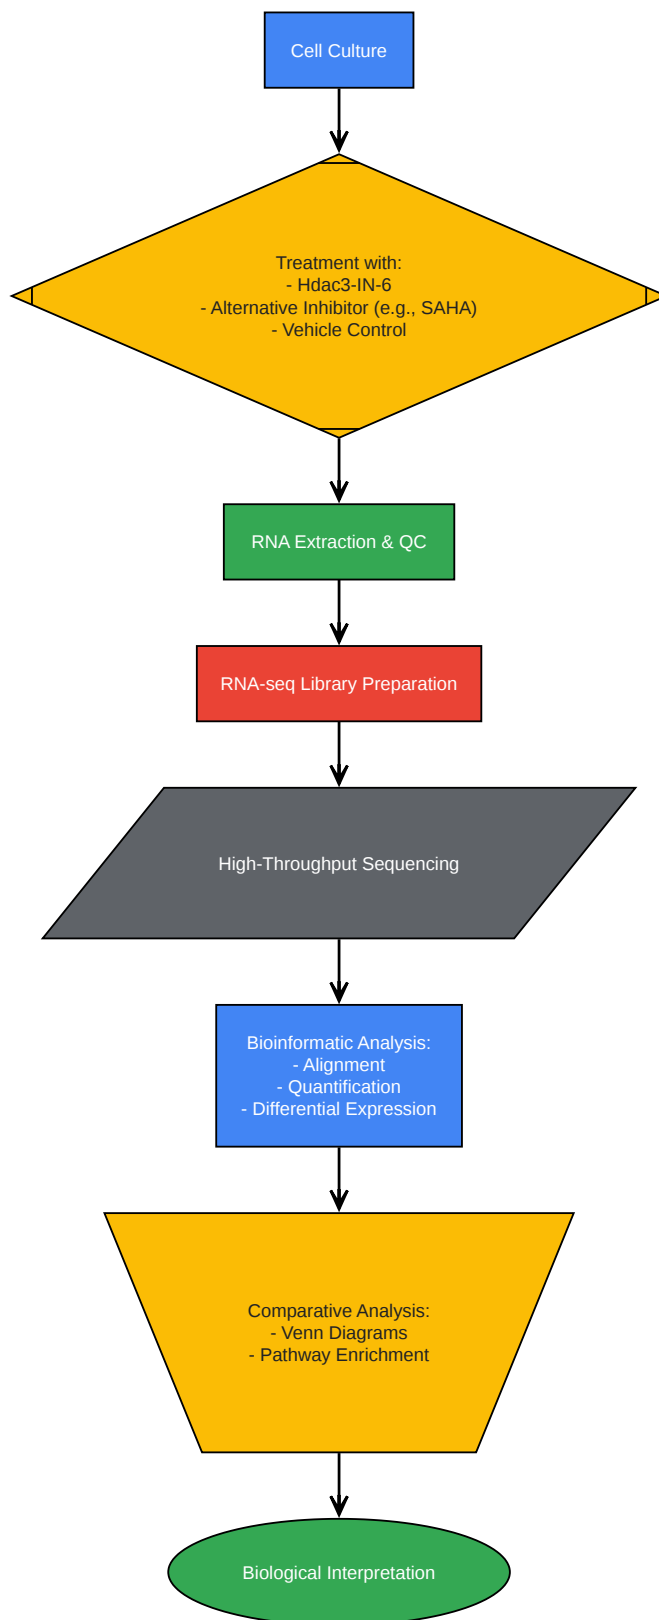 Cell Culture
Treatment with:
- Hdac3-IN-6
- Alternative Inhibitor (e.g., SAHA)
- Vehicle Control
RNA Extraction & QC
RNA-seq Library Preparation
High-Throughput Sequencing
Bioinformatic Analysis:
- Alignment
- Quantification
- Differential Expression
Comparative Analysis:
- Venn Diagrams
- Pathway Enrichment
Biological Interpretation